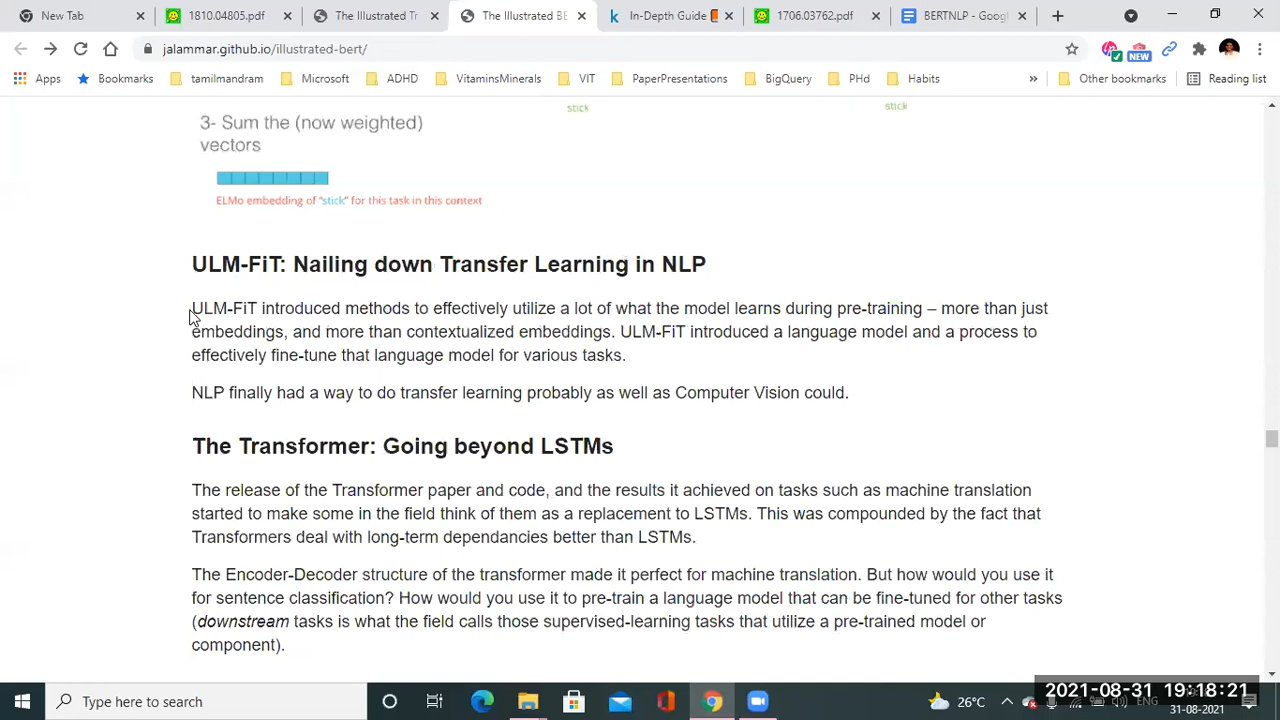 New Tab
1810.04805.pdf
The Illustrated Tr
The Illustrated BE
In-Depth Guide
1706.03762.pdf
BERTNLP - Goog
jalammar.github.io/illustrated-bert/
NEW
Apps
Bookmarks
tamilmandram
Microsoft
ADHD
VitaminsMinerals
VIT
PaperPresentations
BigQuery
PHd
Habits
»
Other bookmarks
Reading list
stick
stick
3- Sum the (now weighted)
vectors
ELMo embedding of "stick" for this task in this context
ULM-FiT: Nailing down Transfer Learning in NLP
ULM-FiT introduced methods to effectively utilize a lot of what the model learns during pre-training – more than just
embeddings, and more than contextualized embeddings. ULM-FiT introduced a language model and a process to
effectively fine-tune that language model for various tasks.
NLP finally had a way to do transfer learning probably as well as Computer Vision could.
The Transformer: Going beyond LSTMs
The release of the Transformer paper and code, and the results it achieved on tasks such as machine translation
started to make some in the field think of them as a replacement to LSTMs. This was compounded by the fact that
Transformers deal with long-term dependancies better than LSTMs.
The Encoder-Decoder structure of the transformer made it perfect for machine translation. But how would you use it
for sentence classification? How would you use it to pre-train a language model that can be fine-tuned for other tasks
(downstream tasks is what the field calls those supervised-learning tasks that utilize a pre-trained model or
component).
Type here to search
26°C
ENG
2021-08-31 19:18:21
31-08-2021